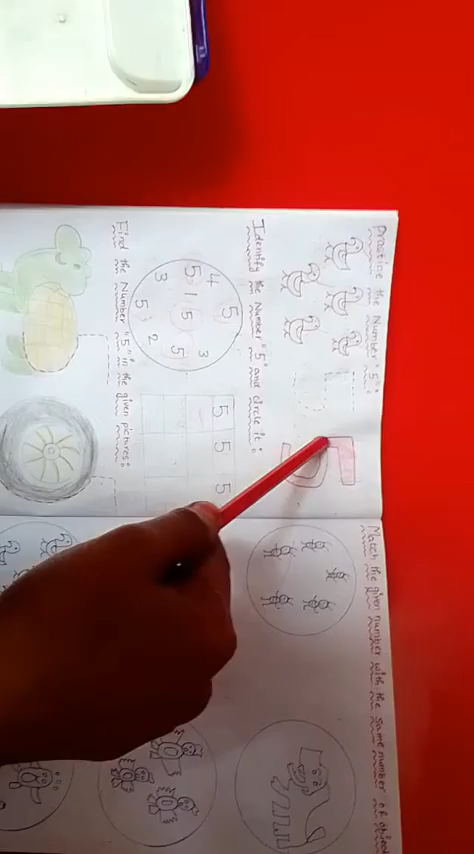 Practice the Number "5":
5
Identify the Number "5" and circle it:
4 5
5 1 5 3
3 5 2
5
5 5 5
Find the Number "5" in the given pictures:
Match the given number with the same number of object